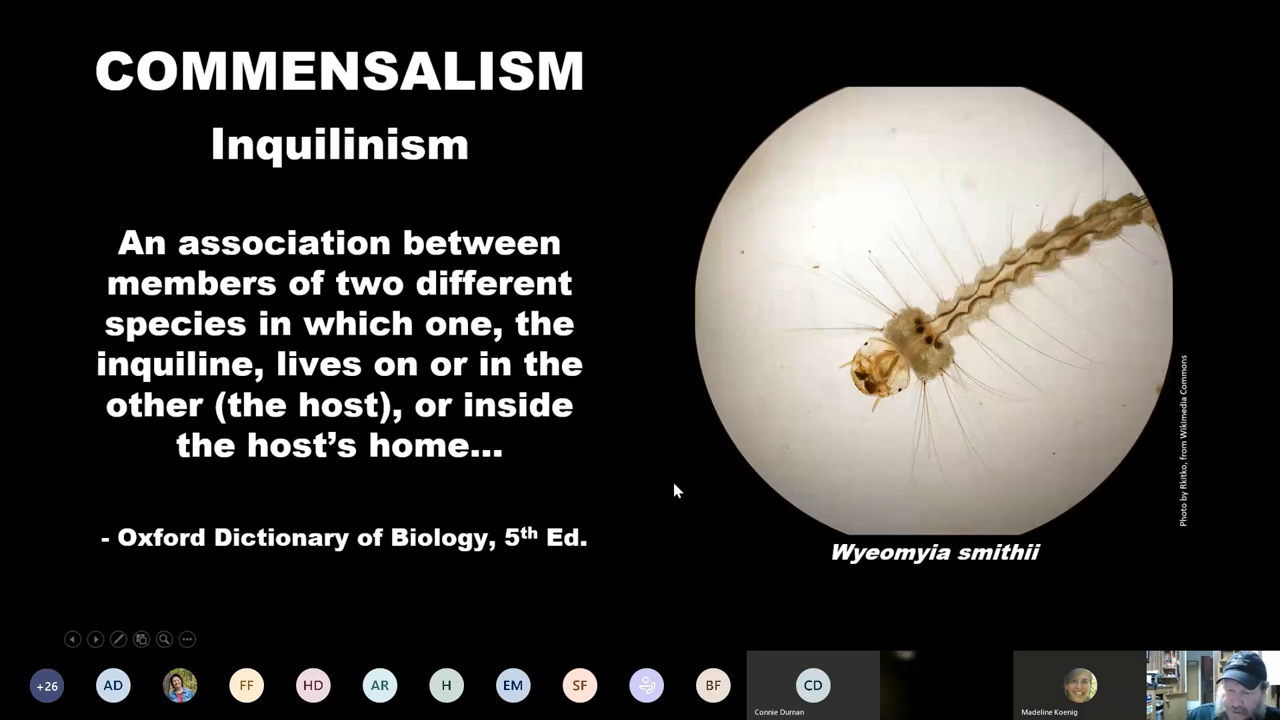 COMMENSALISM
Inquilinism
An association between
members of two different
species in which one, the
inquiline, lives on or in the
other (the host), or inside
the host’s home...
- Oxford Dictionary of Biology, 5th Ed.
Photo by Rkitko, from Wikimedia Commons
Wyeomyia smithii
+26
AD
FF
HD
AR
H
EM
SF
BF
CD
Connie Durnan
Madeline Koenig